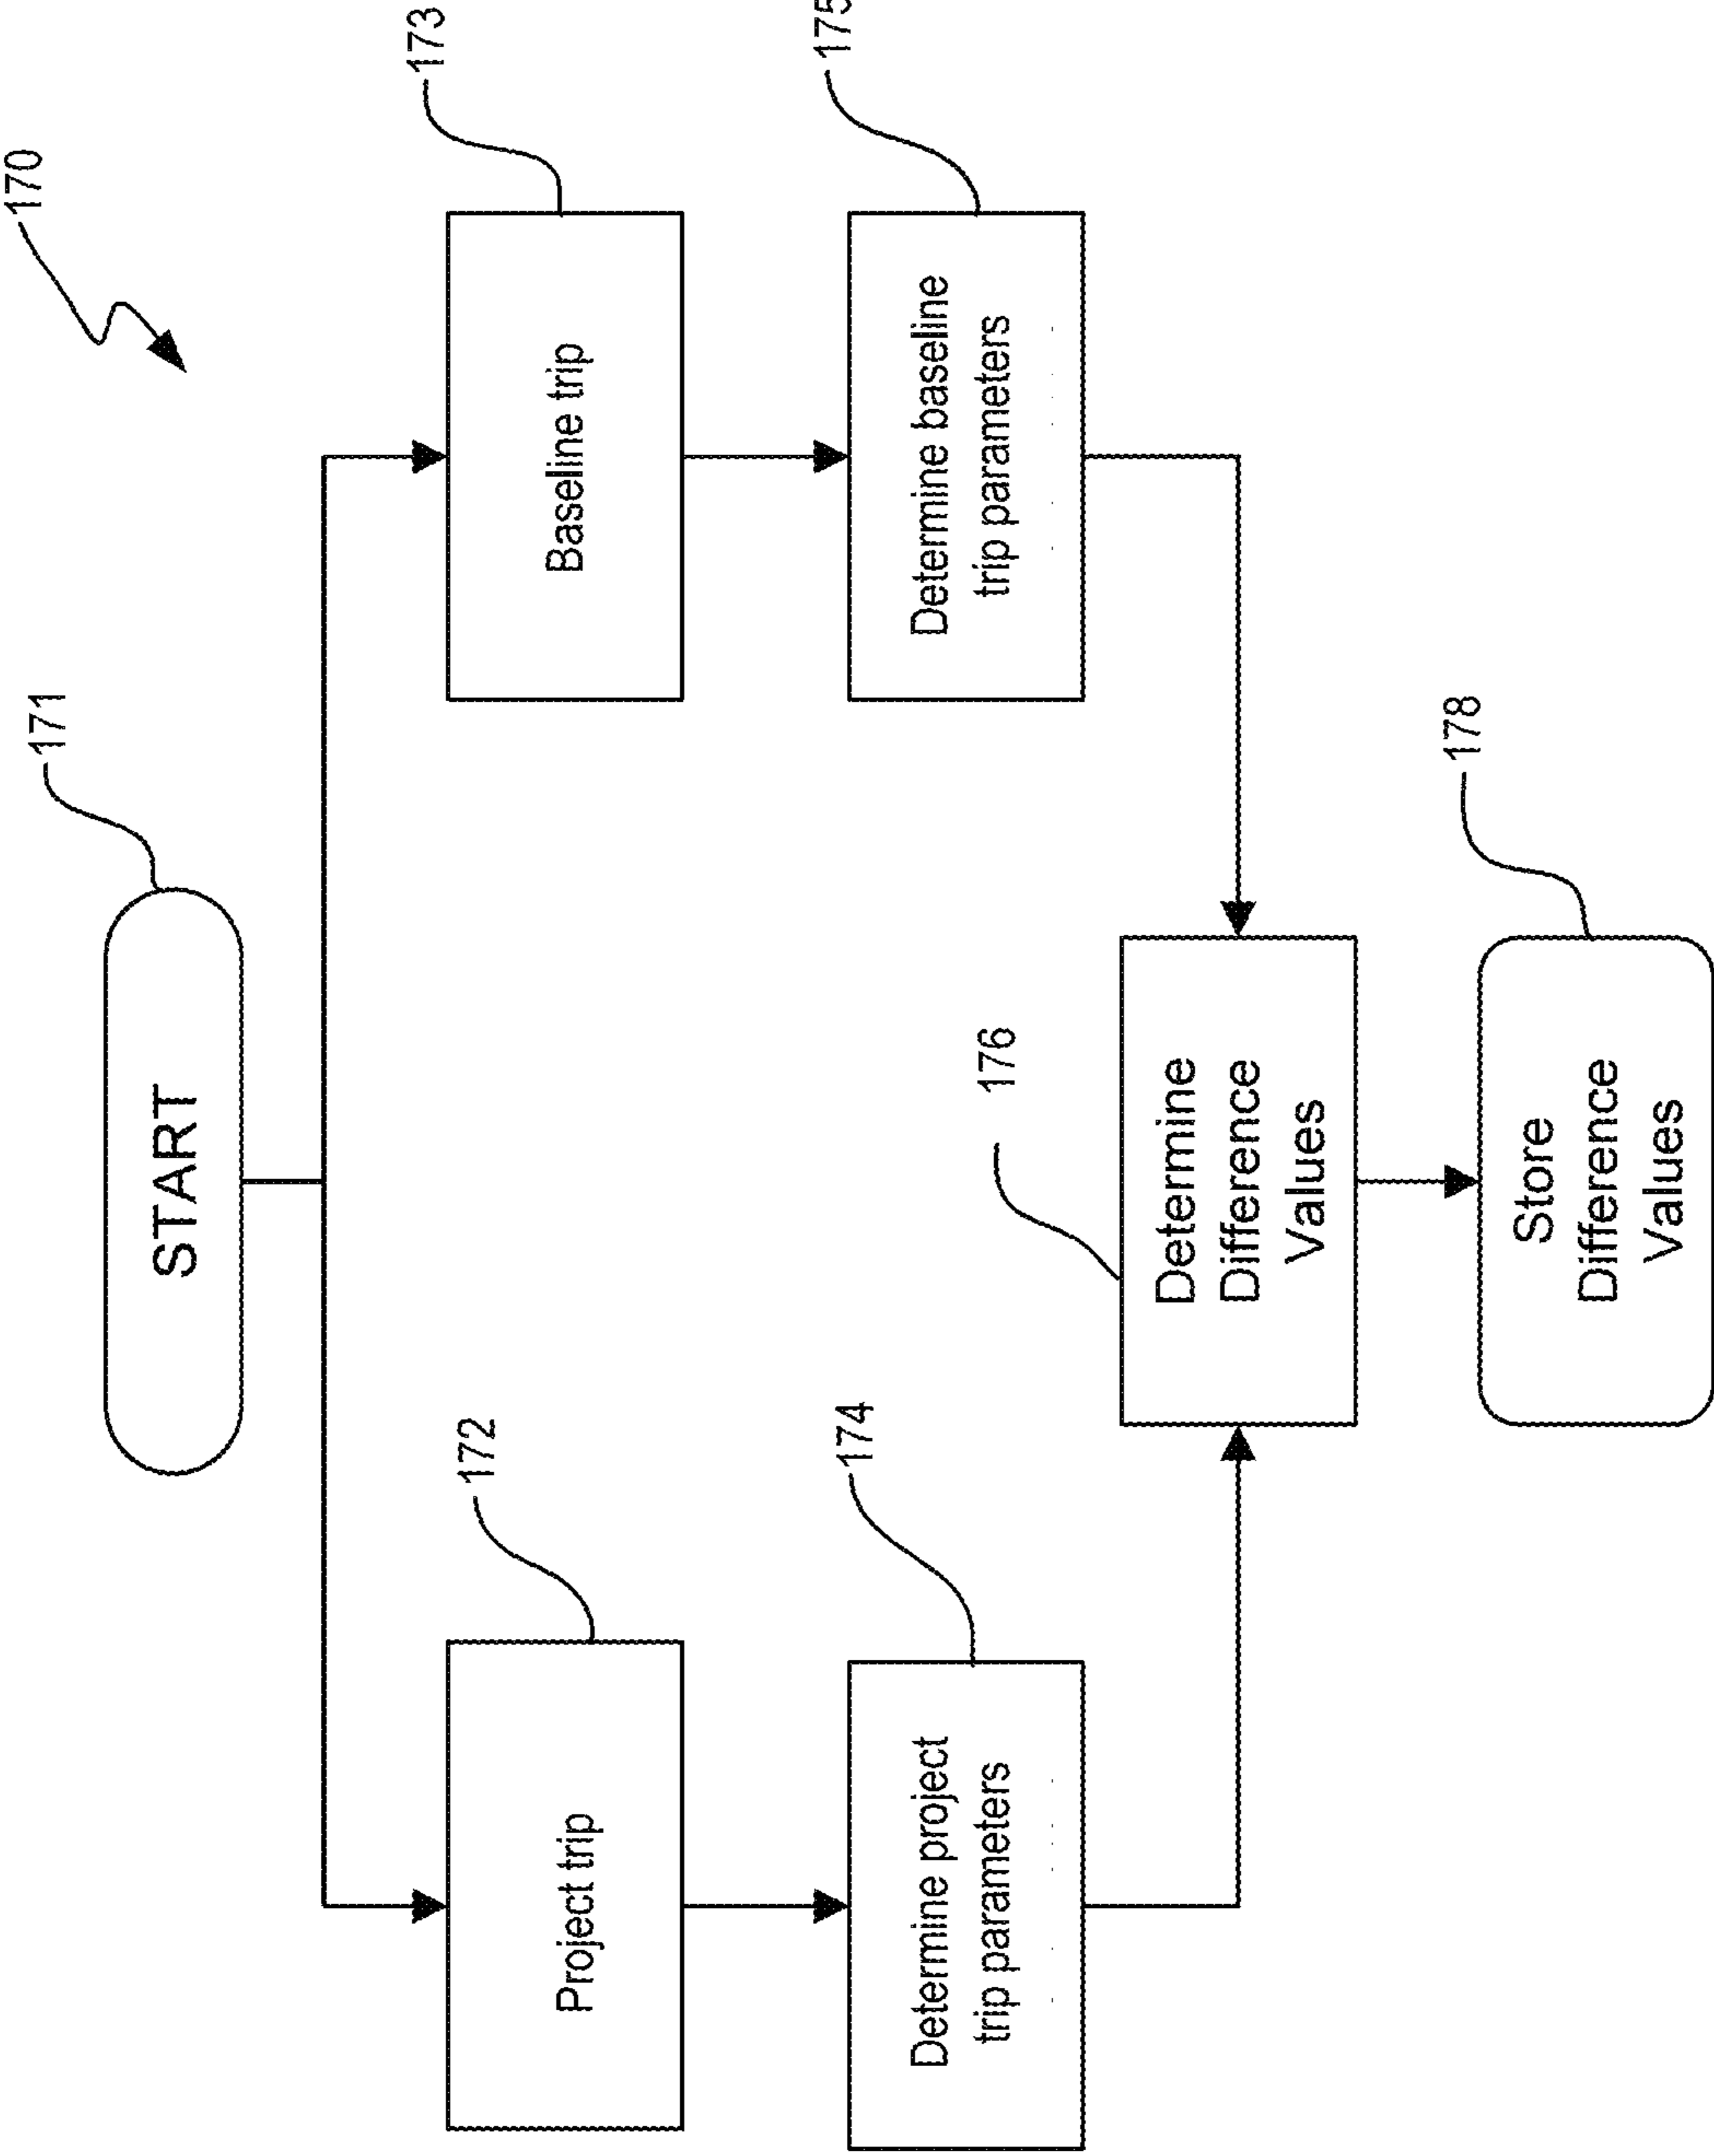 170
171
START
172
173
Project trip
Baseline trip
174
175
Determine project
trip parameters
Determine baseline
trip parameters
176
Determine
Difference
Values
178
Store
Difference
Values